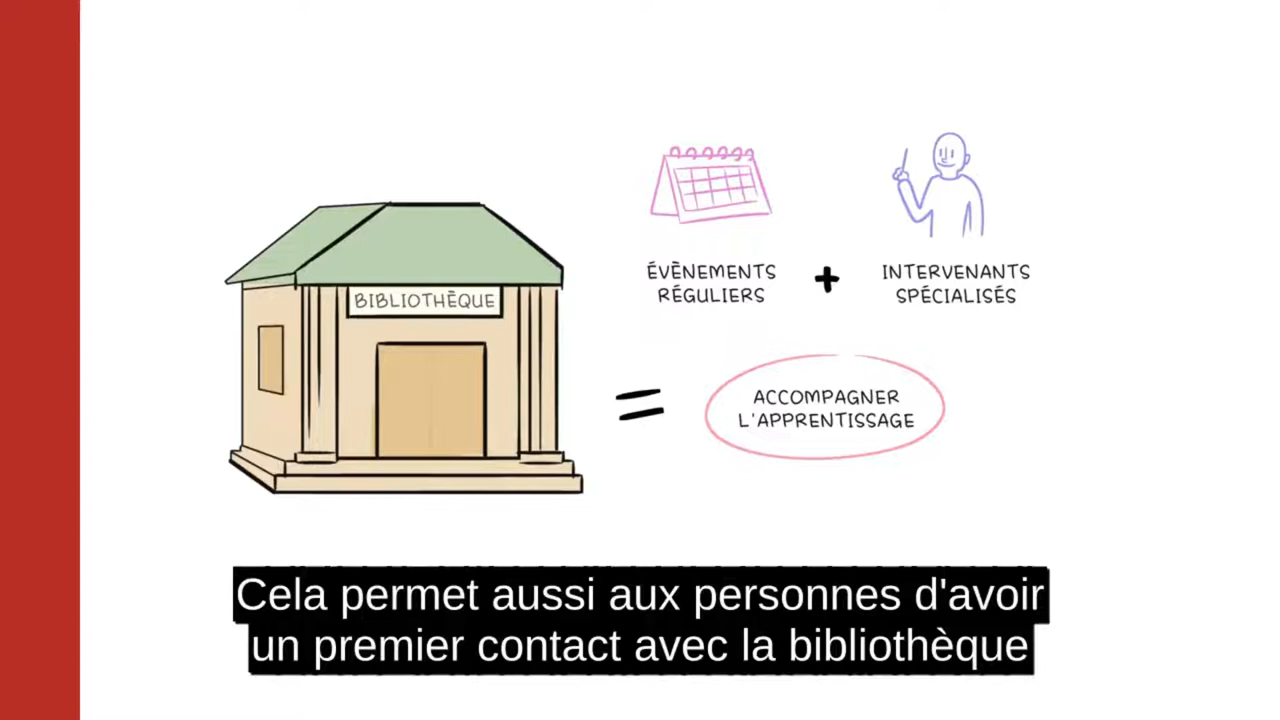 BIBLIOTHÈQUE
ÉVÈNEMENTS
RÉGULIERS
+
INTERVENANTS
SPÉCIALISÉS
=
ACCOMPAGNER
L'APPRENTISSAGE
Cela permet aussi aux personnes d'avoir
un premier contact avec la bibliothèque